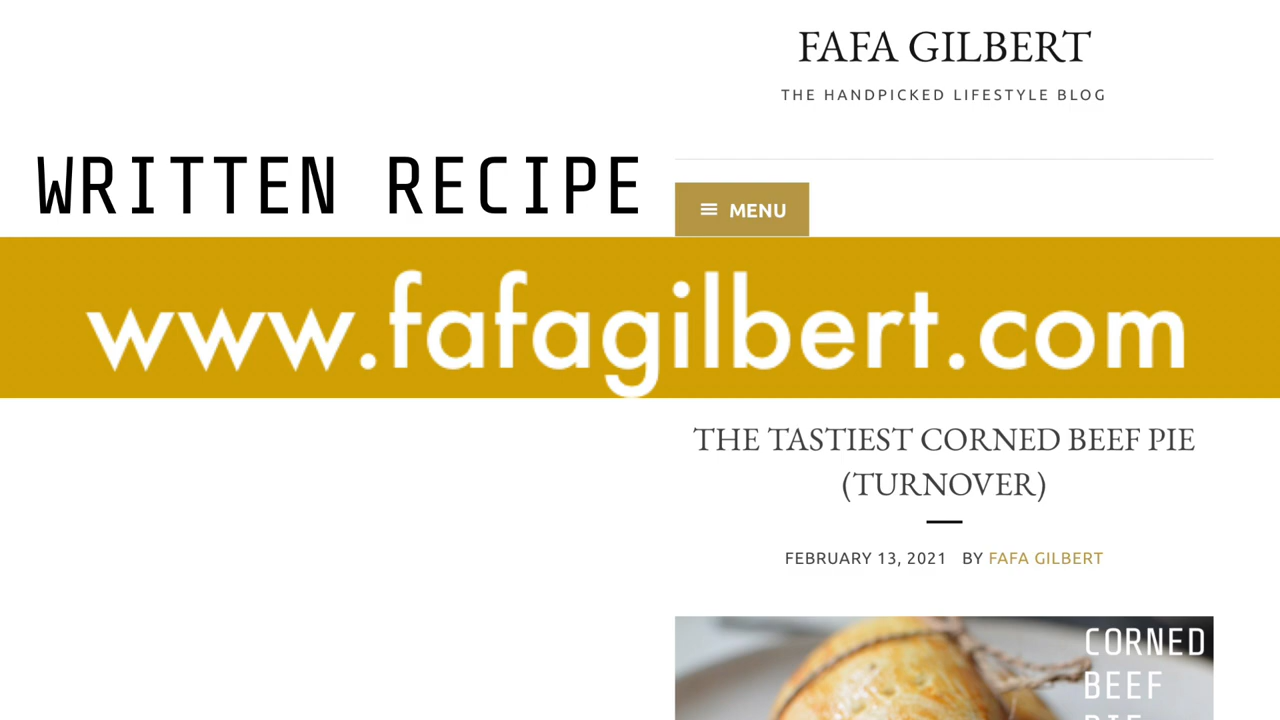 FAFA GILBERT
THE HANDPICKED LIFESTYLE BLOG
WRITTEN RECIPE
MENU
www.fafagilbert.com
THE TASTIEST CORNED BEEF PIE
(TURNOVER)
FEBRUARY 13, 2021 BY FAFA GILBERT
CORNED
BEEF
PIE